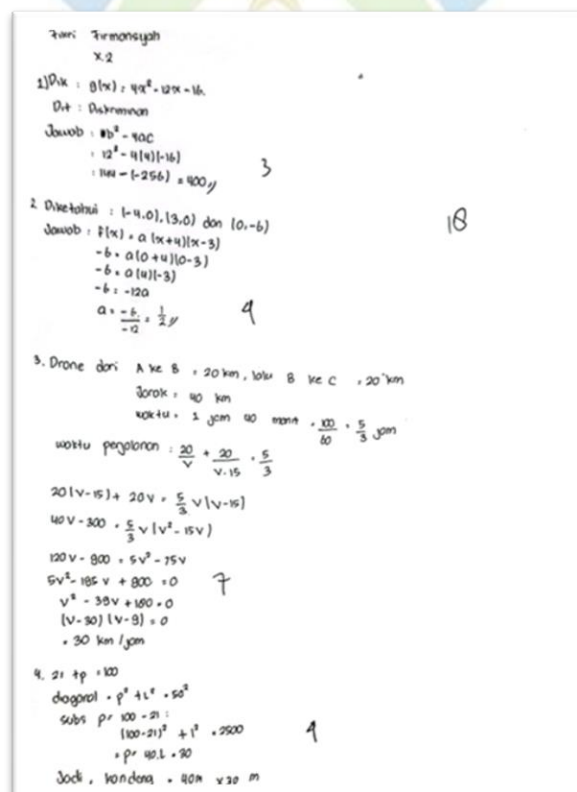 Fitri Firmansyah
X.2
1) Dik : g(x) = 4x² - 12x - 16.
Dit : Diskriminan
Jawab : b² - 4ac
: 12² - 4(4)(-16)
: 144 - (-256) = 400 //
3
2. Diketahui : (-4,0), (3,0) dan (0,-6)
18
Jawab : F(x) = a (x+4)(x-3)
-6 = a(0+4)(0-3)
-6 = a(4)(-3)
-6 = -12a
a = -6/-12 = 1/2 //
4
3. Drone dari A ke B = 20 km, lalu B ke C = 20 km
Jarak = 40 km
waktu = 1 jam 40 menit = 100/60 = 5/3 jam
waktu perjalanan : 20/v + 20/v-15 = 5/3
20(v-15) + 20v = 5/3 v(v-15)
40v - 300 = 5/3 v(v² - 15v)
120v - 900 = 5v² - 75v
5v² - 195v + 900 = 0
7
v² - 39v + 180 = 0
(v-30)(v-9) = 0
= 30 km/jam
4. 2l + p = 100
diagonal = p² + l² = 50²
subs p = 100 - 2l :
(100-2l)² + l² = 2500
4
= p = 40, L = 30
Jadi, kandang = 40m x 30 m